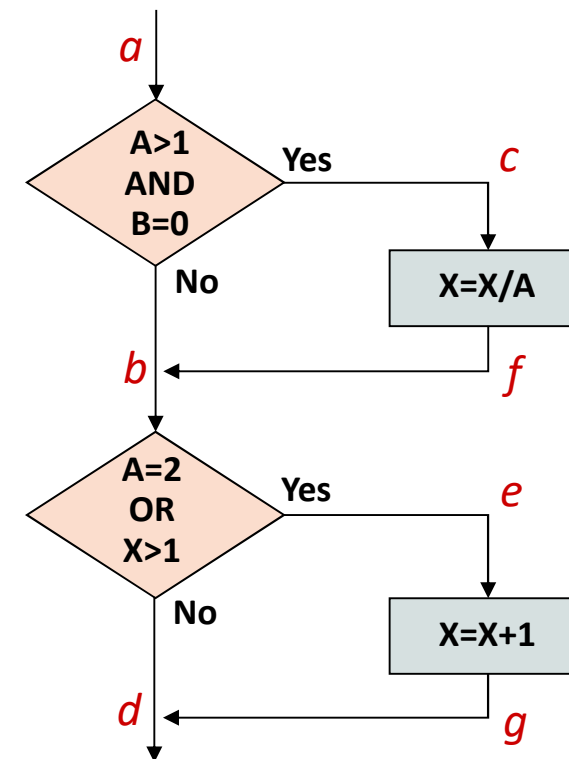 a
A>1
AND
B=0
Yes
c
No
X=X/A
b
f
A=2
OR
X>1
Yes
e
No
X=X+1
d
g